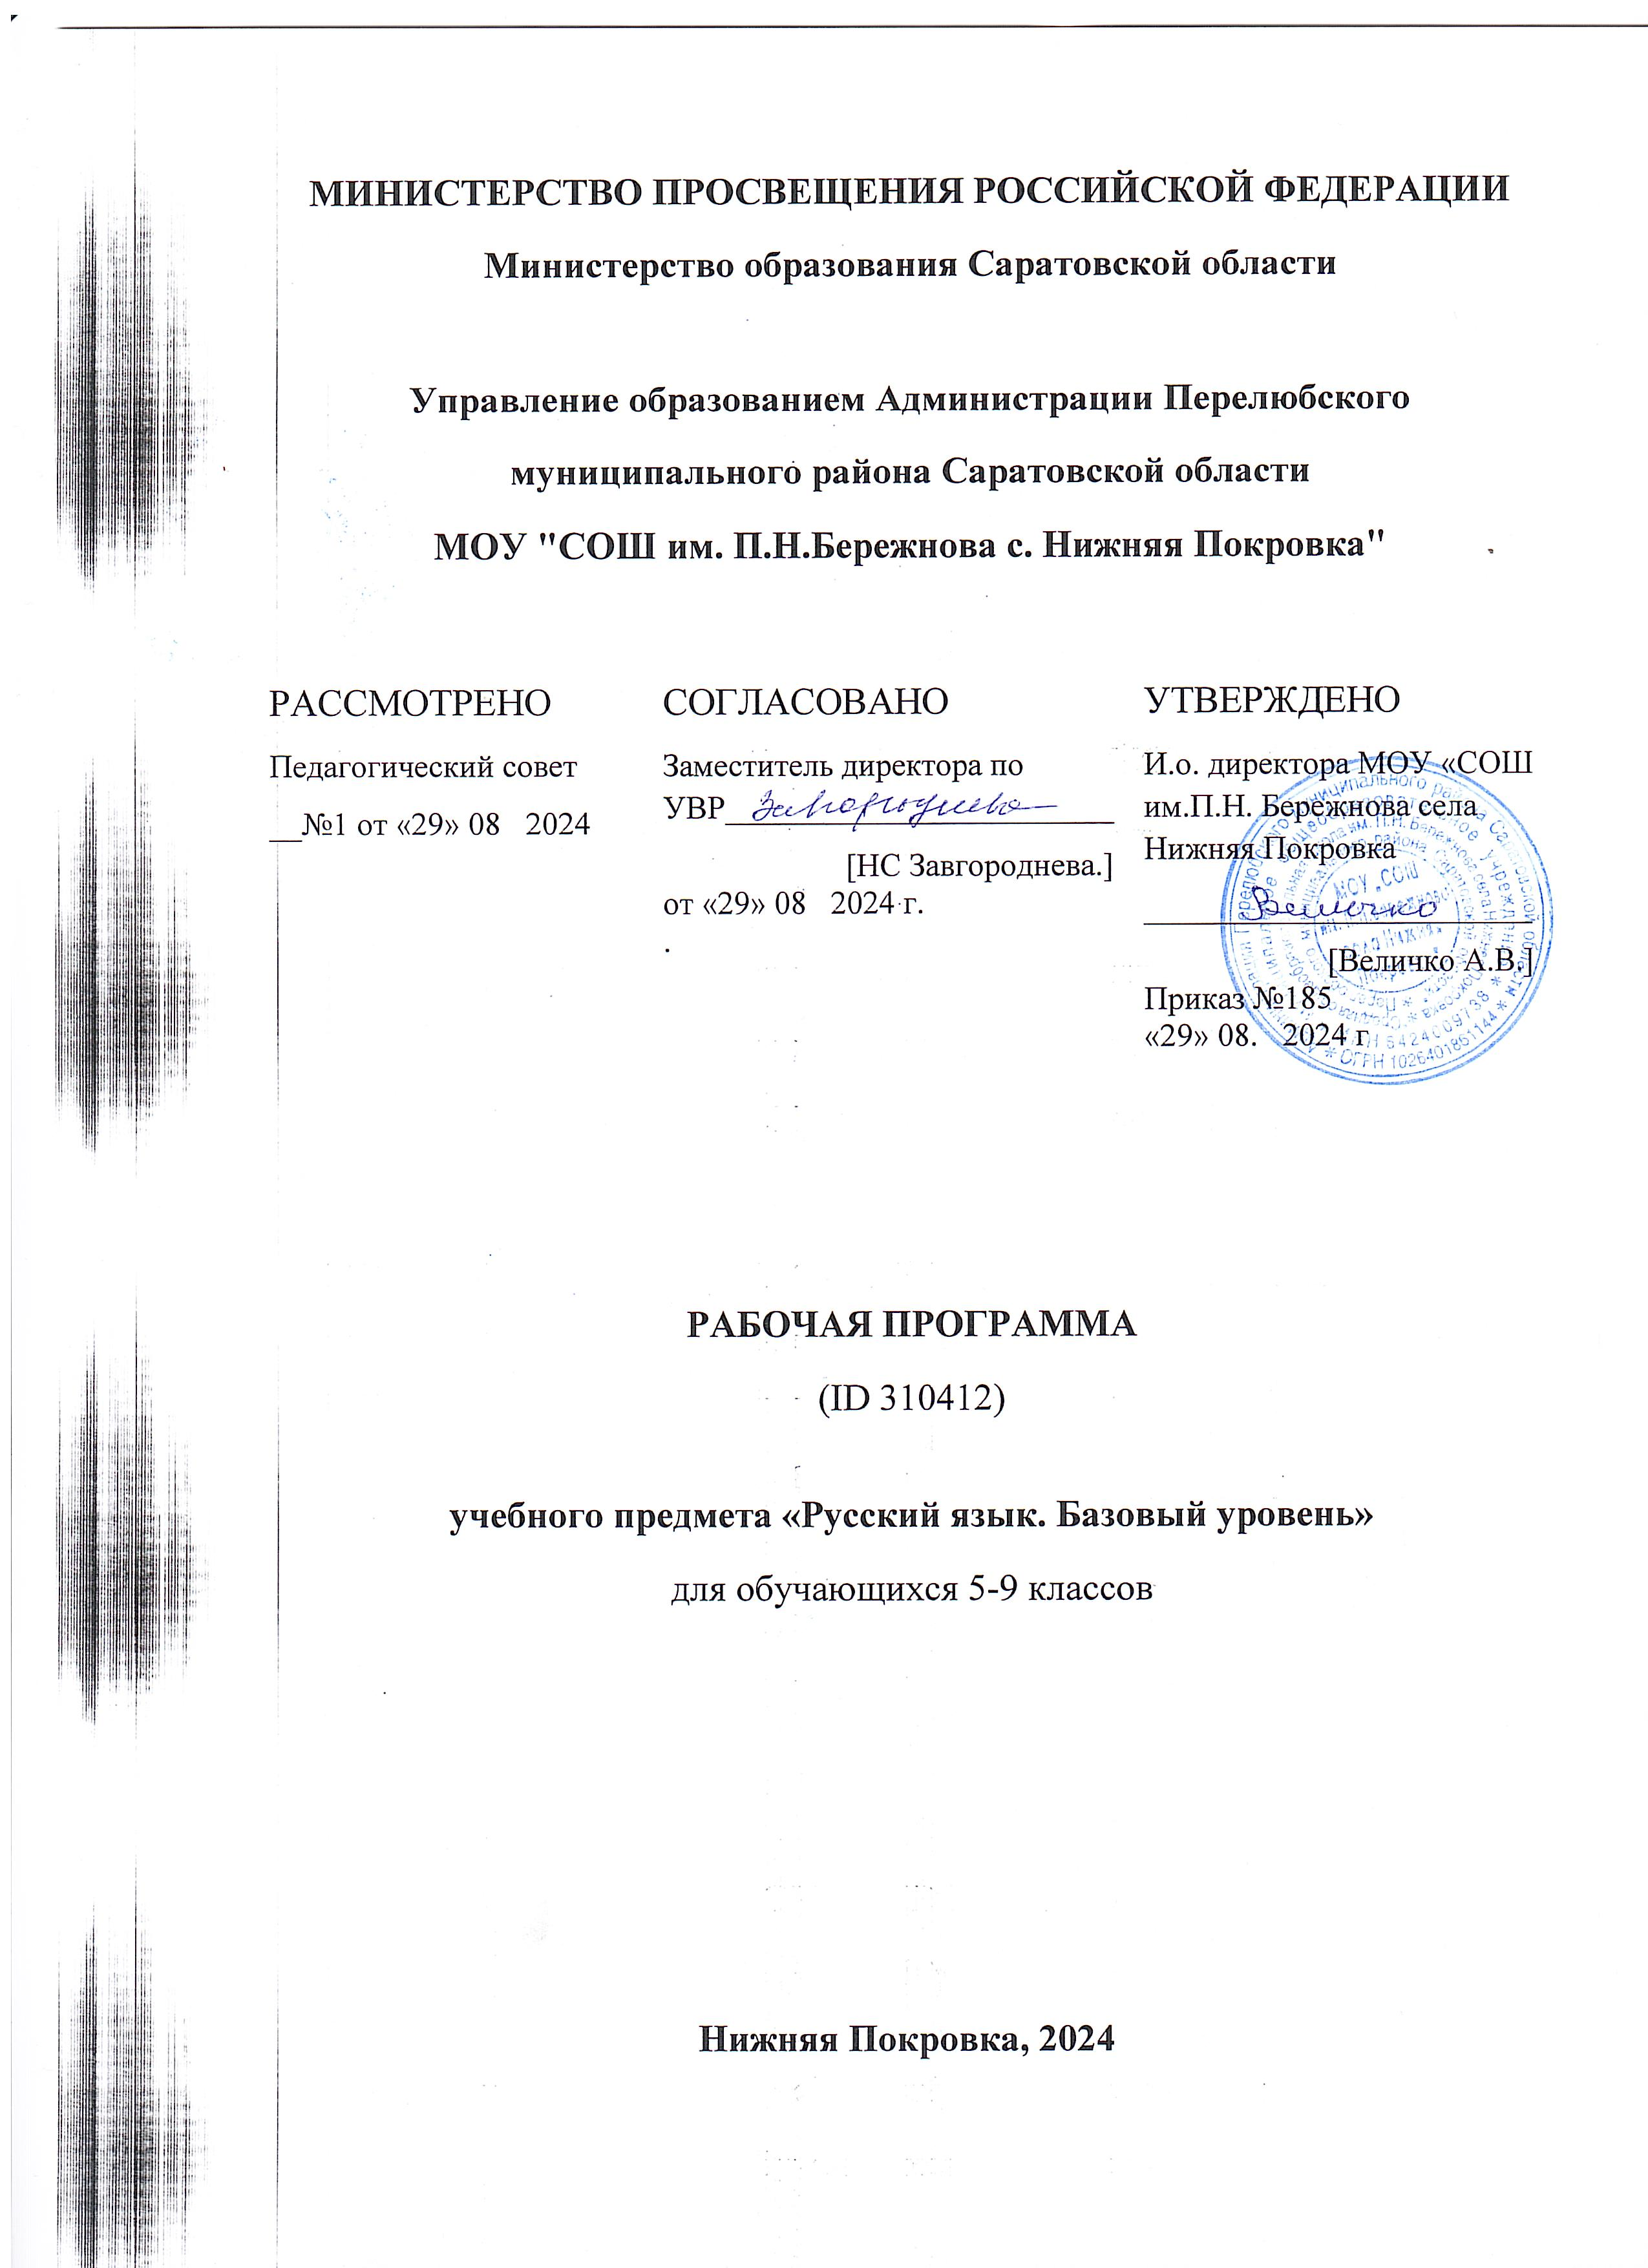 МИНИСТЕРСТВО ПРОСВЕЩЕНИЯ РОССИЙСКОЙ ФЕДЕРАЦИИ
Министерство образования Саратовской области
Управление образованием Администрации Перелюбского
муниципального района Саратовской области
МОУ "СОШ им. П.Н.Бережнова с. Нижняя Покровка"
РАССМОТРЕНО
Педагогический совет
__№1 от «29» 08 2024
СОГЛАСОВАНО
Заместитель директора по
УВР
[НС Завгороднева.]
от «29» 08 2024 г.
.
УТВЕРЖДЕНО
И.о. директора МОУ «СОШ
им.П.Н. Бережнова села
Нижняя Покровка
Величко
[Величко А.В.]
Приказ №185
«29» 08. 2024 г
ОГРН 1026401861144
РАБОЧАЯ ПРОГРАММА
(ID 310412)
учебного предмета «Русский язык. Базовый уровень»
для обучающихся 5-9 классов
Нижняя Покровка, 2024